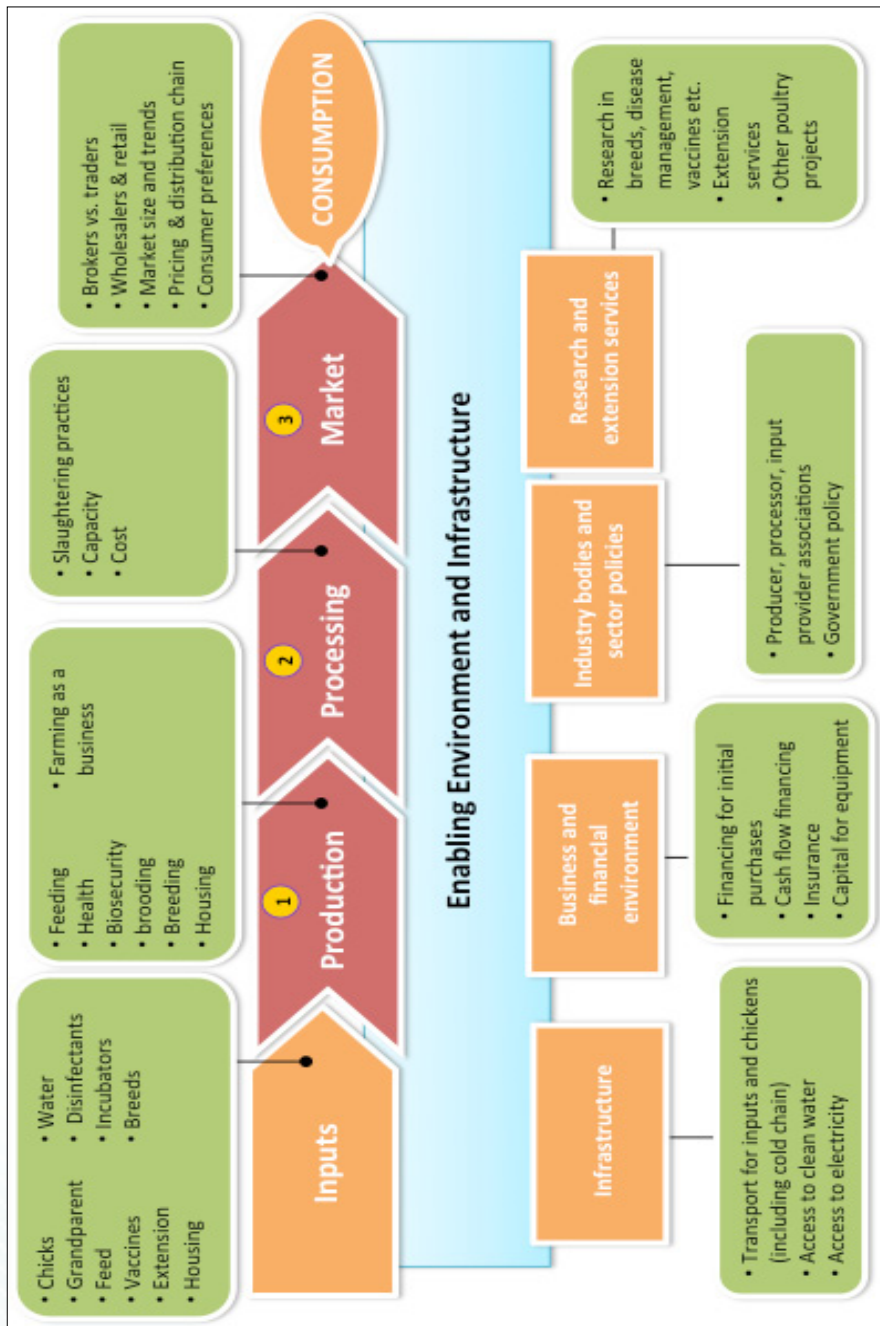 • Chicks
• Grandparent
• Feed
• Vaccines
• Extension
• Housing
• Water
• Disinfectants
• Incubators
• Breeds
• Feeding
• Health
• Biosecurity
• brooding
• Breeding
• Housing
• Farming as a
business
• Slaughtering practices
• Capacity
• Cost
• Brokers vs. traders
• Wholesalers & retail
• Market size and trends
• Pricing & distribution chain
• Consumer preferences
Inputs
1
Production
2
Processing
3
Market
CONSUMPTION
Enabling Environment and Infrastructure
Infrastructure
Business and
financial
environment
Industry bodies and
sector policies
Research and
extension services
• Transport for inputs and chickens
(including cold chain)
• Access to clean water
• Access to electricity
• Financing for initial
purchases
• Cash flow financing
• Insurance
• Capital for equipment
• Producer, processor, input
provider associations
• Government policy
• Research in
breeds, disease
management,
vaccines etc.
• Extension
services
• Other poultry
projects